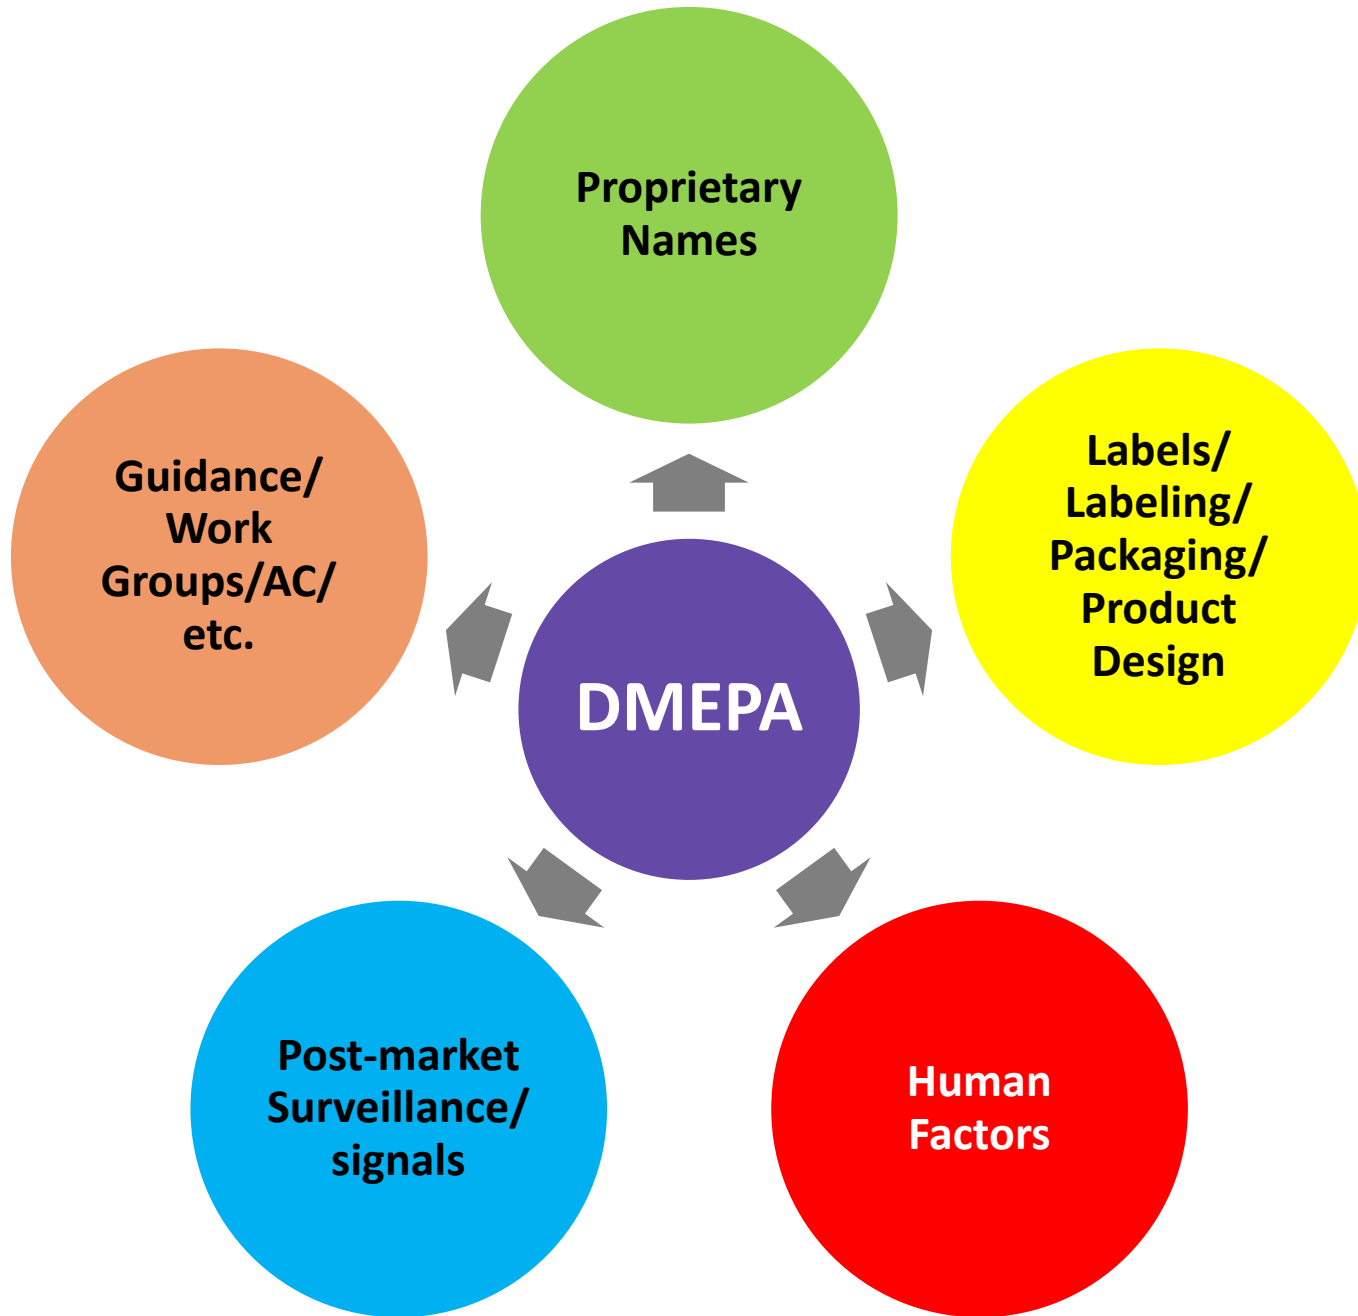 Proprietary
Names
Labels/
Labeling/
Packaging/
Product
Design
Guidance/
Work
Groups/AC/
etc.
DMEPA
Post-market
Surveillance/
signals
Human
Factors